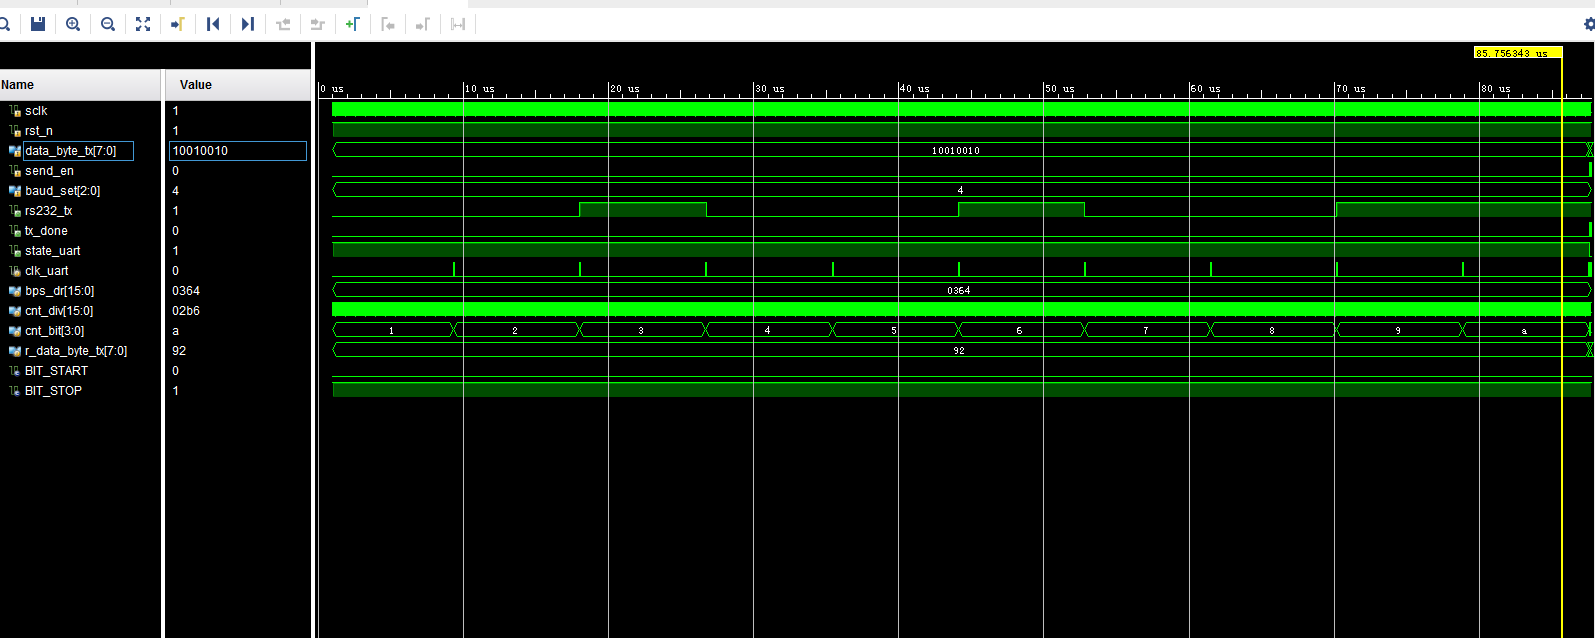 85.756343 us
Name Value
0 us 10 us 20 us 30 us 40 us 50 us 60 us 70 us 80 us
sclk 1
rst_n 1
data_byte_tx[7:0] 10010010 10010010
send_en 0
baud_set[2:0] 4 4
rs232_tx 1
tx_done 0
state_uart 1
clk_uart 0
bps_dr[15:0] 0364 0364
cnt_div[15:0] 02b6
cnt_bit[3:0] a 1 2 3 4 5 6 7 8 9 a
r_data_byte_tx[7:0] 92 92
BIT_START 0
BIT_STOP 1